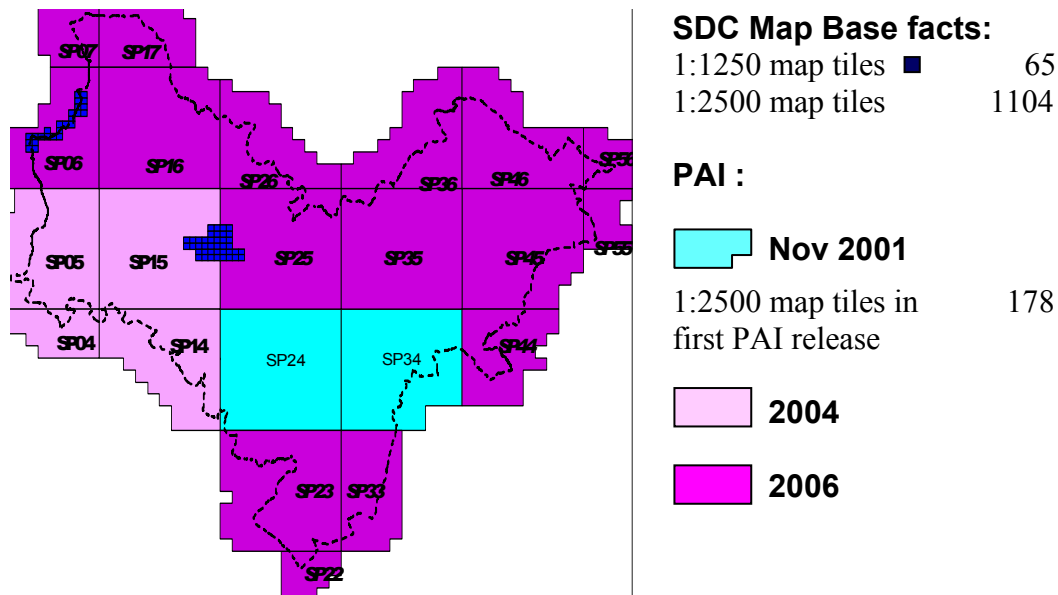 SP07 SP17
SP06 SP16 SP26 SP36 SP46 SP56
SP05 SP15 SP25 SP35 SP45 SP55
SP04 SP14 SP24 SP34 SP44
SP23 SP33
SP22
SDC Map Base facts:
1:1250 map tiles 65
1:2500 map tiles 1104
PAI :
Nov 2001
1:2500 map tiles in 178
first PAI release
2004
2006